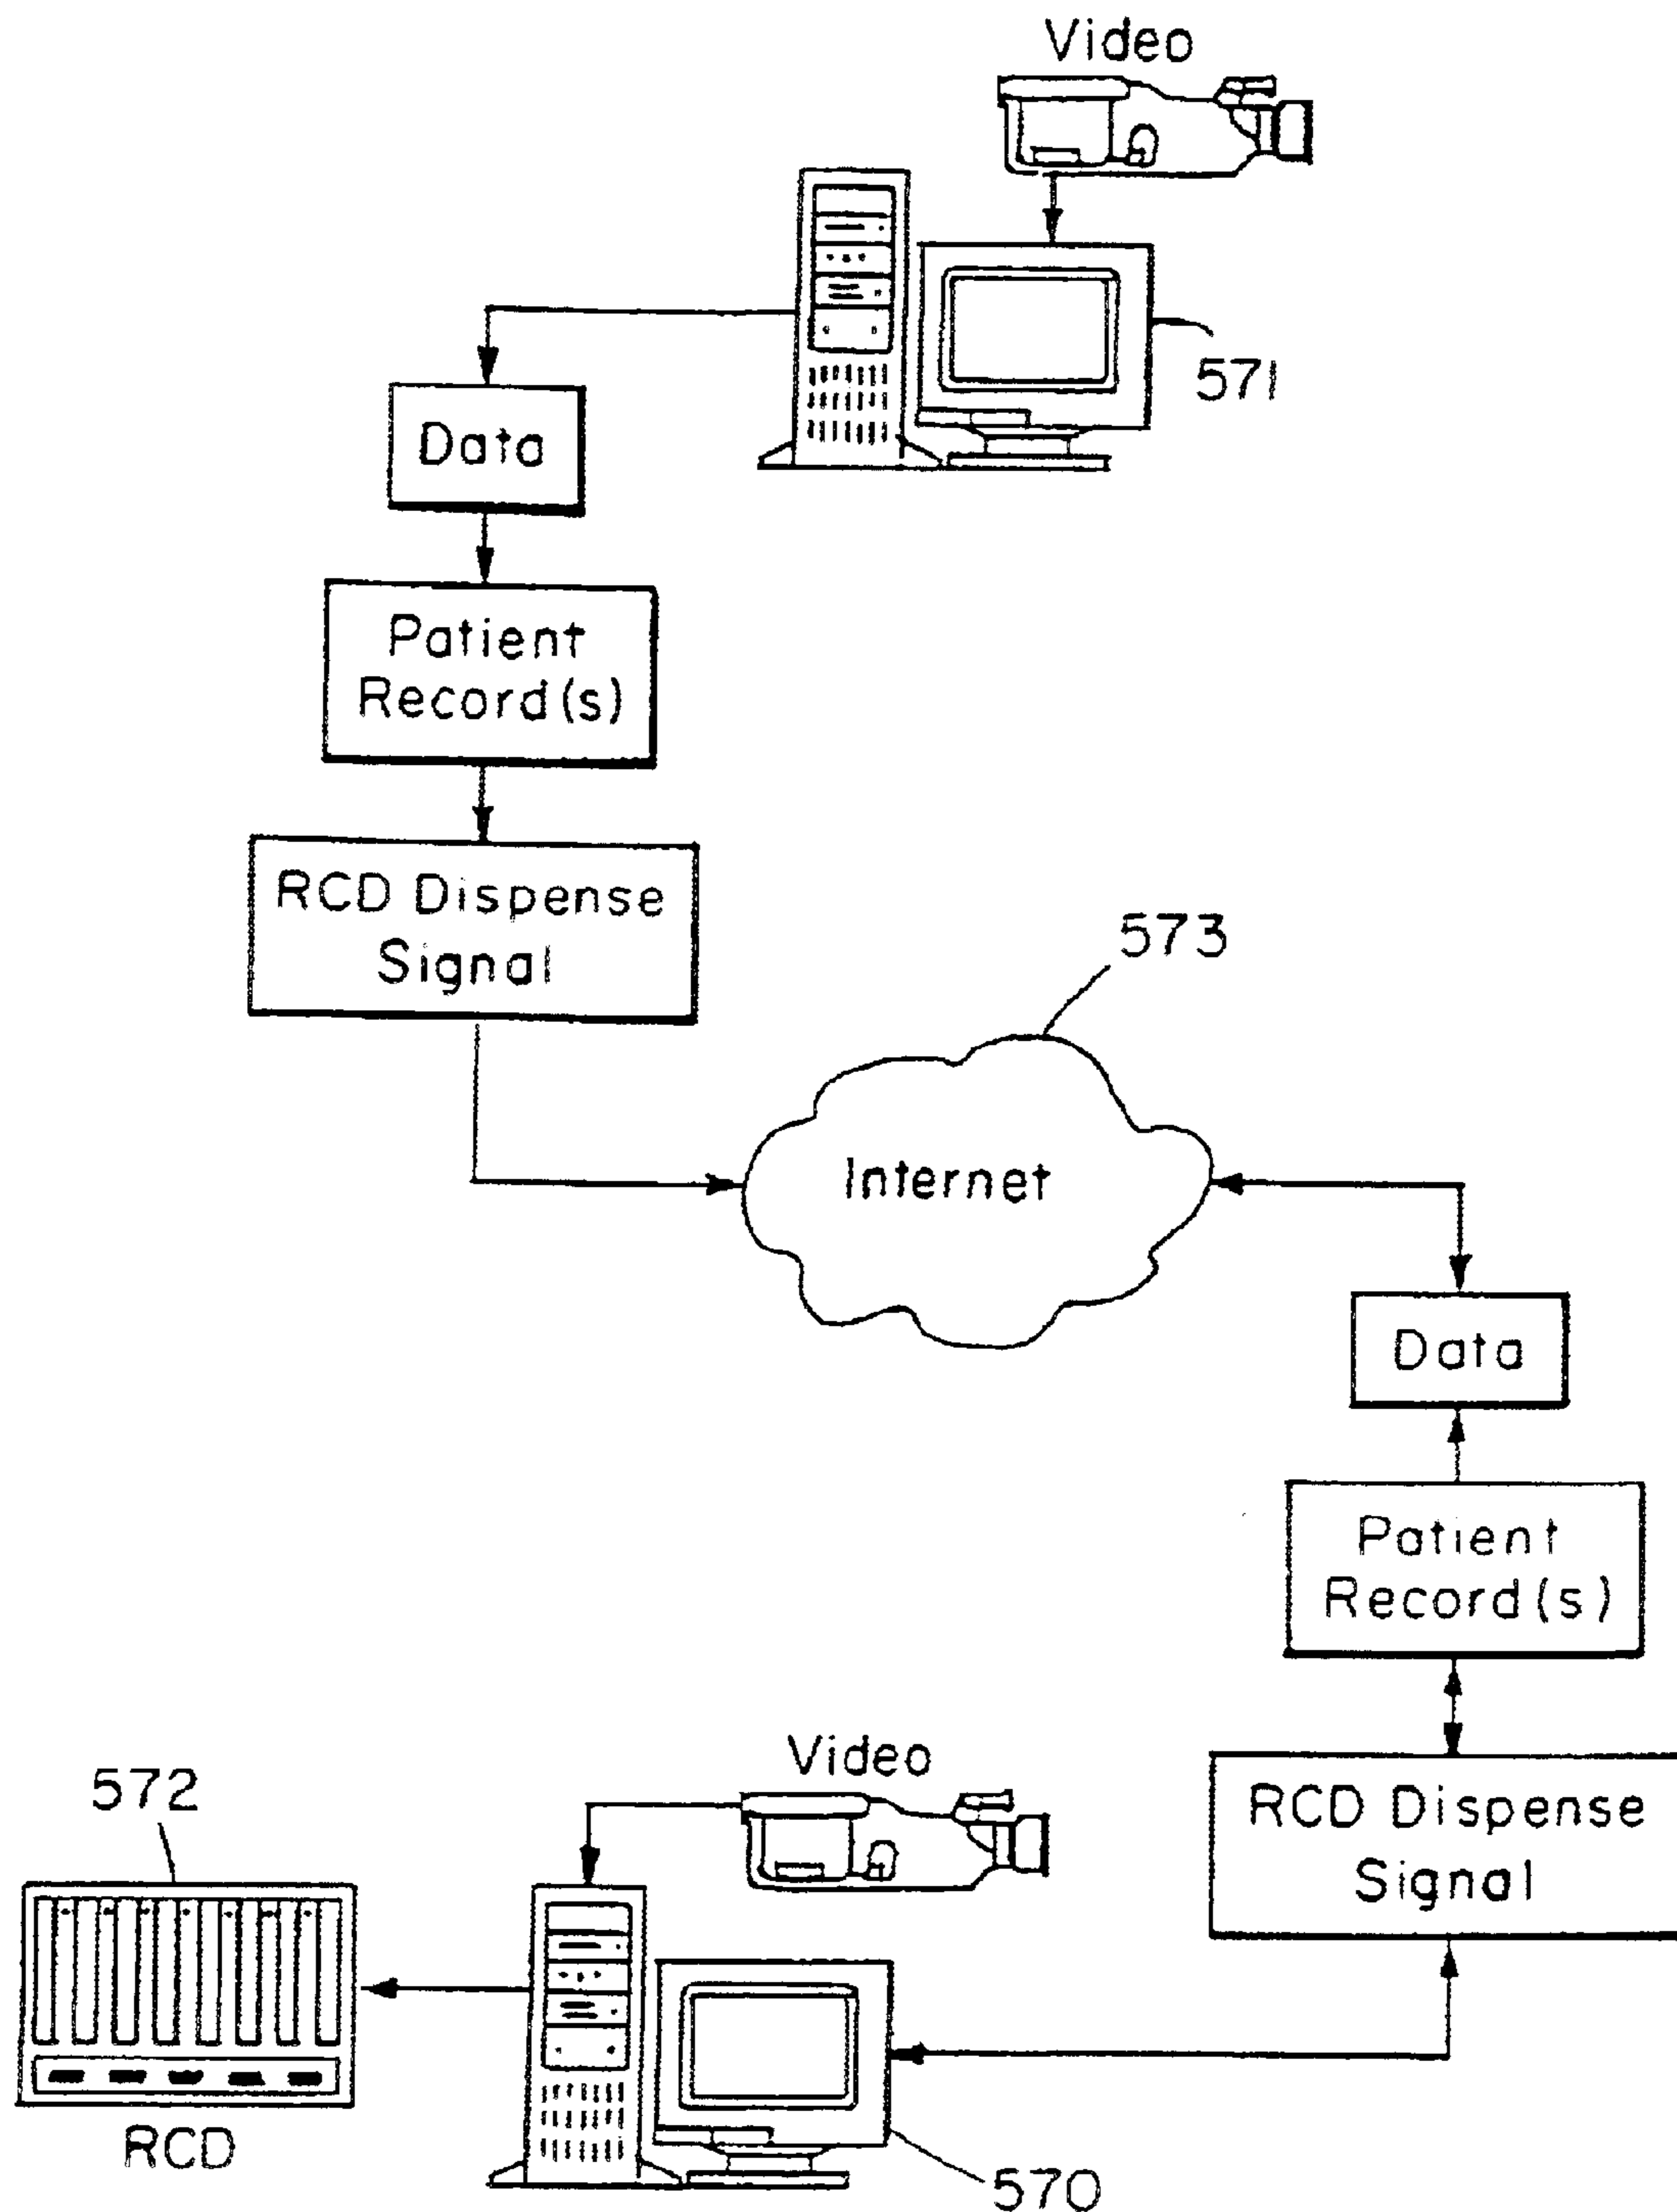 Video
571
Data
Patient
Record(s)
RCD Dispense
Signal
573
Internet
Data
Patient
Record(s)
RCD Dispense
Signal
Video
572
RCD
570